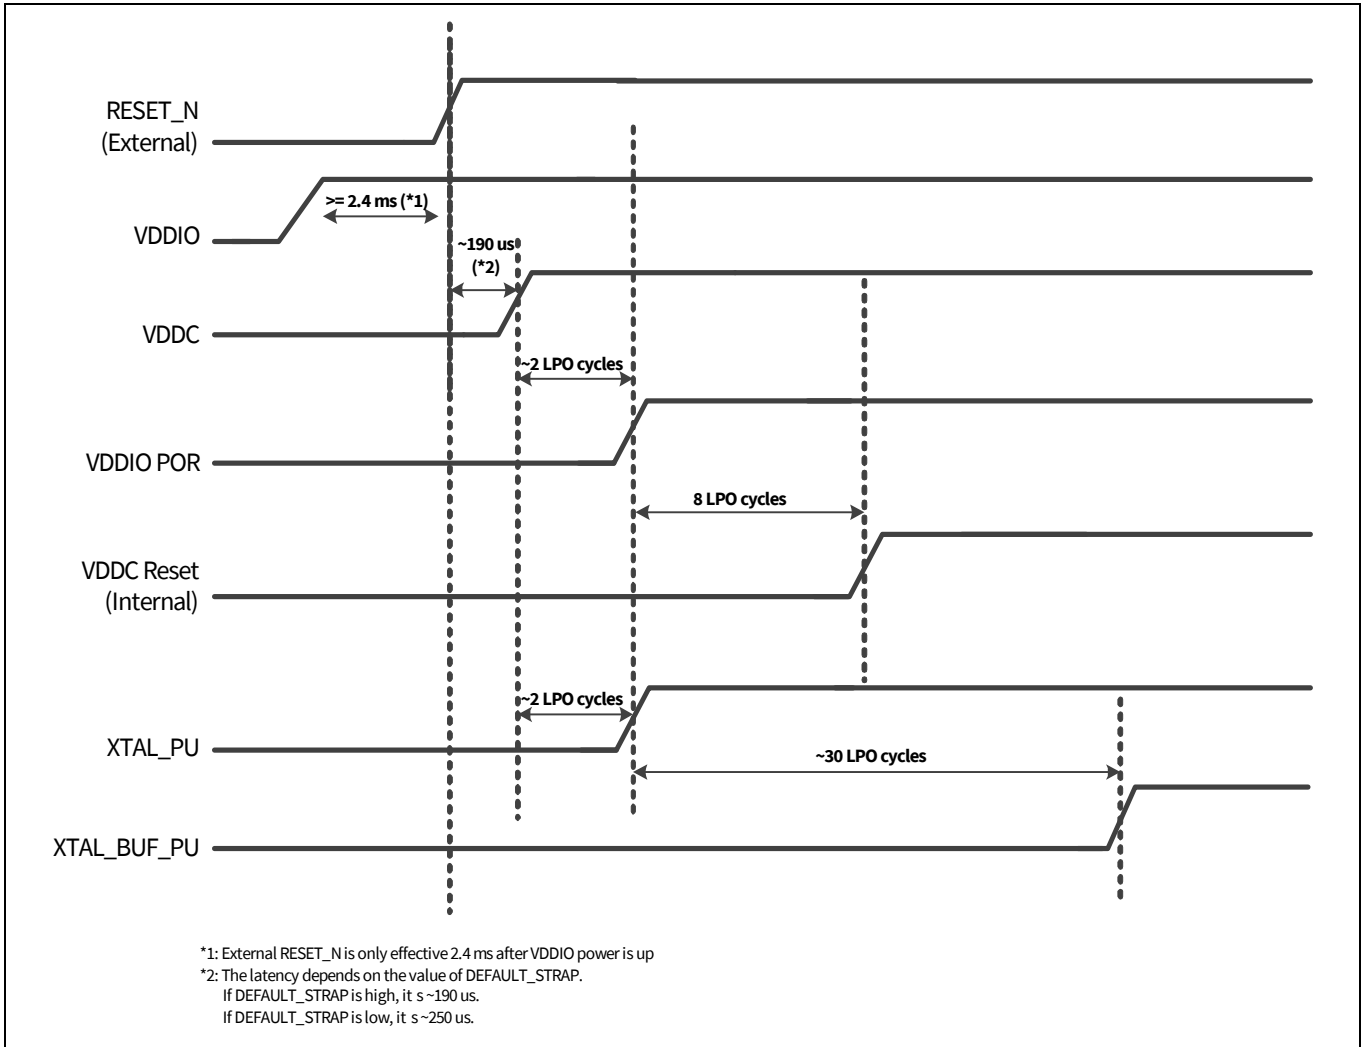 RESET_N
(External)
>= 2.4 ms (*1)
VDDIO
~190 us
(*2)
VDDC
~2 LPO cycles
VDDIO POR
8 LPO cycles
VDDC Reset
(Internal)
~2 LPO cycles
XTAL_PU
~30 LPO cycles
XTAL_BUF_PU
*1: External RESET_N is only effective 2.4 ms after VDDIO power is up
*2: The latency depends on the value of DEFAULT_STRAP.
If DEFAULT_STRAP is high, it s ~190 us.
If DEFAULT_STRAP is low, it s ~250 us.